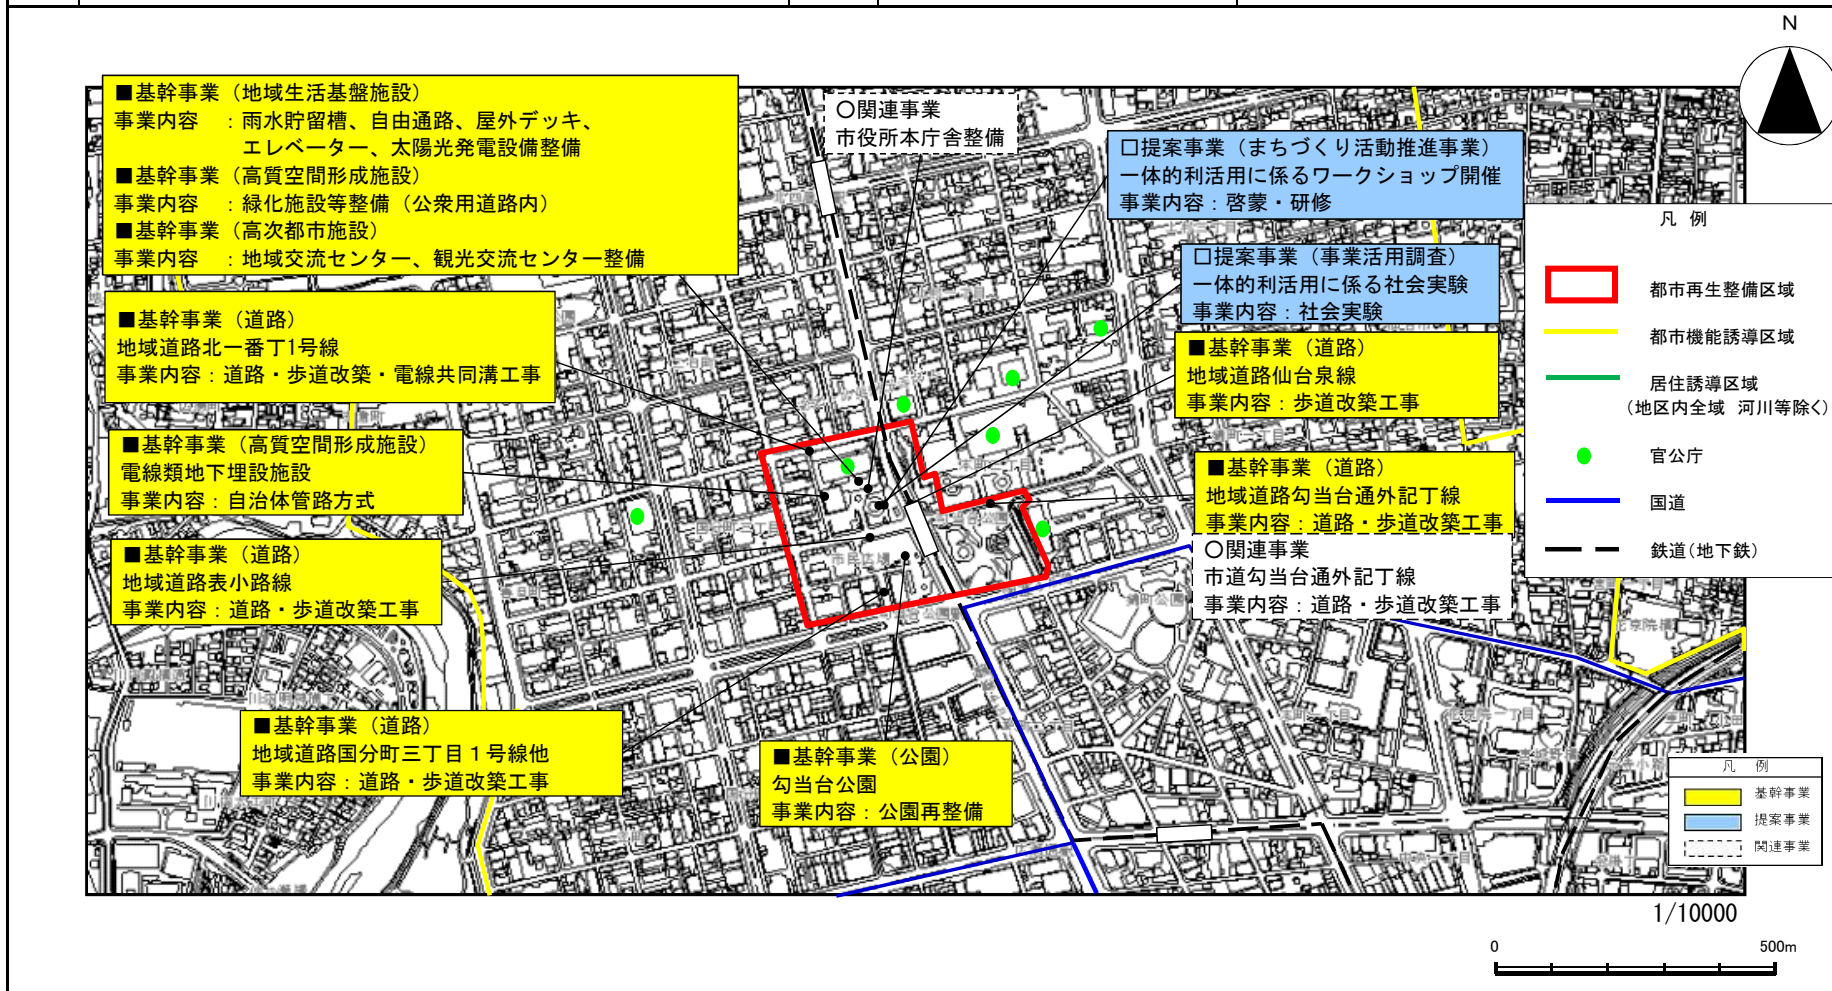 N
■基幹事業（地域生活基盤施設）
事業内容　：雨水貯留槽、自由通路、屋外デッキ、
エレベーター、太陽光発電設備整備
■基幹事業（高質空間形成施設）
事業内容　：緑化施設等整備（公衆用道路内）
■基幹事業（高次都市施設）
事業内容　：地域交流センター、観光交流センター整備
○関連事業
市役所本庁舎整備
□提案事業（まちづくり活動推進事業）
一体的利活用に係るワークショップ開催
事業内容：啓蒙・研修
□提案事業（事業活用調査）
一体的利活用に係る社会実験
事業内容：社会実験
■基幹事業（道路）
地域道路北一番丁1号線
事業内容：道路・歩道改築・電線共同溝工事
■基幹事業（道路）
地域道路仙台泉線
事業内容：歩道改築工事
■基幹事業（高質空間形成施設）
電線類地下埋設施設
事業内容：自治体管路方式
■基幹事業（道路）
地域道路勾当台通外記丁線
事業内容：道路・歩道改築工事
■基幹事業（道路）
地域道路表小路線
事業内容：道路・歩道改築工事
○関連事業
市道勾当台通外記丁線
事業内容：道路・歩道改築工事
■基幹事業（道路）
地域道路国分町三丁目１号線他
事業内容：道路・歩道改築工事
■基幹事業（公園）
勾当台公園
事業内容：公園再整備
凡 例
都市再生整備区域
都市機能誘導区域
居住誘導区域
（地区内全域　河川等除く）
官公庁
国道
鉄道（地下鉄）
市民広場
錦町公園
凡 例
基幹事業
提案事業
関連事業
1/10000
0 500m